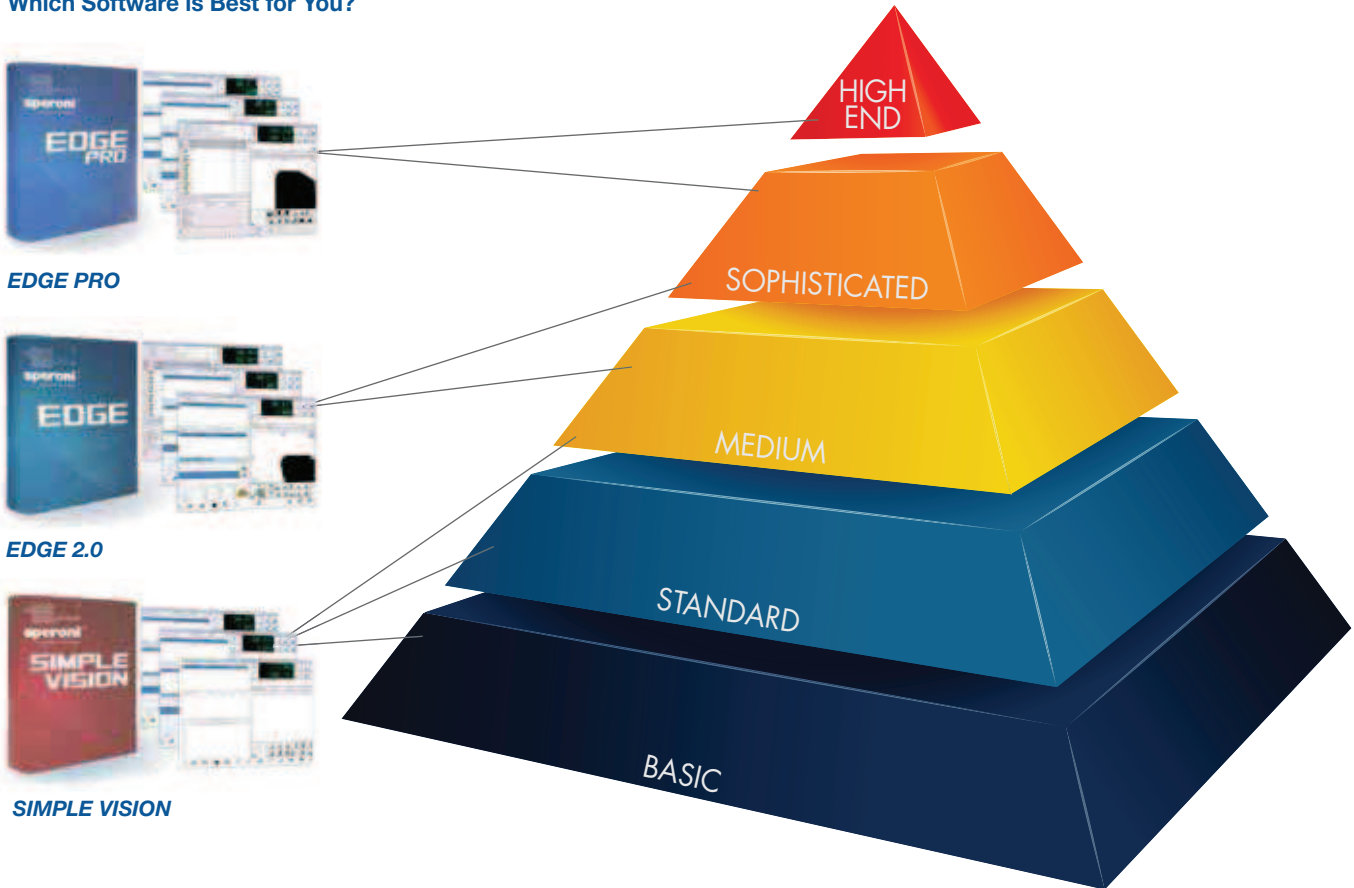 Which Software is Best for You?
speroni
EDGE
PRO
EDGE PRO
speroni
EDGE
EDGE 2.0
speroni
SIMPLE
VISION
SIMPLE VISION
HIGH
END
SOPHISTICATED
MEDIUM
STANDARD
BASIC